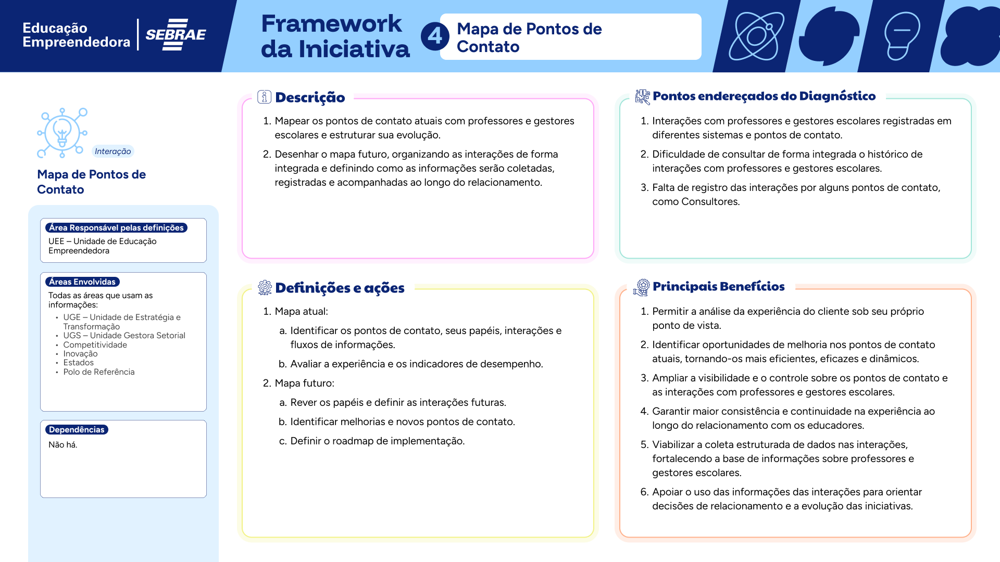 Educação
Empreendedora
SEBRAE
Framework
da Iniciativa
4
Mapa de Pontos de
Contato
Interação
Mapa de Pontos de
Contato
Área Responsável pelas definições
UEE – Unidade de Educação
Empreendedora
Áreas Envolvidas
Todas as áreas que usam as
informações:
• UGE – Unidade de Estratégia e
Transformação
• UGS – Unidade Gestora Setorial
• Competitividade
• Inovação
• Estados
• Polo de Referência
Dependências
Não há.
Descrição
1. Mapear os pontos de contato atuais com professores e gestores
escolares e estruturar sua evolução.
2. Desenhar o mapa futuro, organizando as interações de forma
integrada e definindo como as informações serão coletadas,
registradas e acompanhadas ao longo do relacionamento.
Pontos endereçados do Diagnóstico
1. Interações com professores e gestores escolares registradas em
diferentes sistemas e pontos de contato.
2. Dificuldade de consultar de forma integrada o histórico de
interações com professores e gestores escolares.
3. Falta de registro das interações por alguns pontos de contato,
como Consultores.
Definições e ações
1. Mapa atual:
a. Identificar os pontos de contato, seus papéis, interações e
fluxos de informações.
b. Avaliar a experiência e os indicadores de desempenho.
2. Mapa futuro:
a. Rever os papéis e definir as interações futuras.
b. Identificar melhorias e novos pontos de contato.
c. Definir o roadmap de implementação.
Principais Benefícios
1. Permitir a análise da experiência do cliente sob seu próprio
ponto de vista.
2. Identificar oportunidades de melhoria nos pontos de contato
atuais, tornando-os mais eficientes, eficazes e dinâmicos.
3. Ampliar a visibilidade e o controle sobre os pontos de contato e
as interações com professores e gestores escolares.
4. Garantir maior consistência e continuidade na experiência ao
longo do relacionamento com os educadores.
5. Viabilizar a coleta estruturada de dados nas interações,
fortalecendo a base de informações sobre professores e
gestores escolares.
6. Apoiar o uso das informações das interações para orientar
decisões de relacionamento e a evolução das iniciativas.